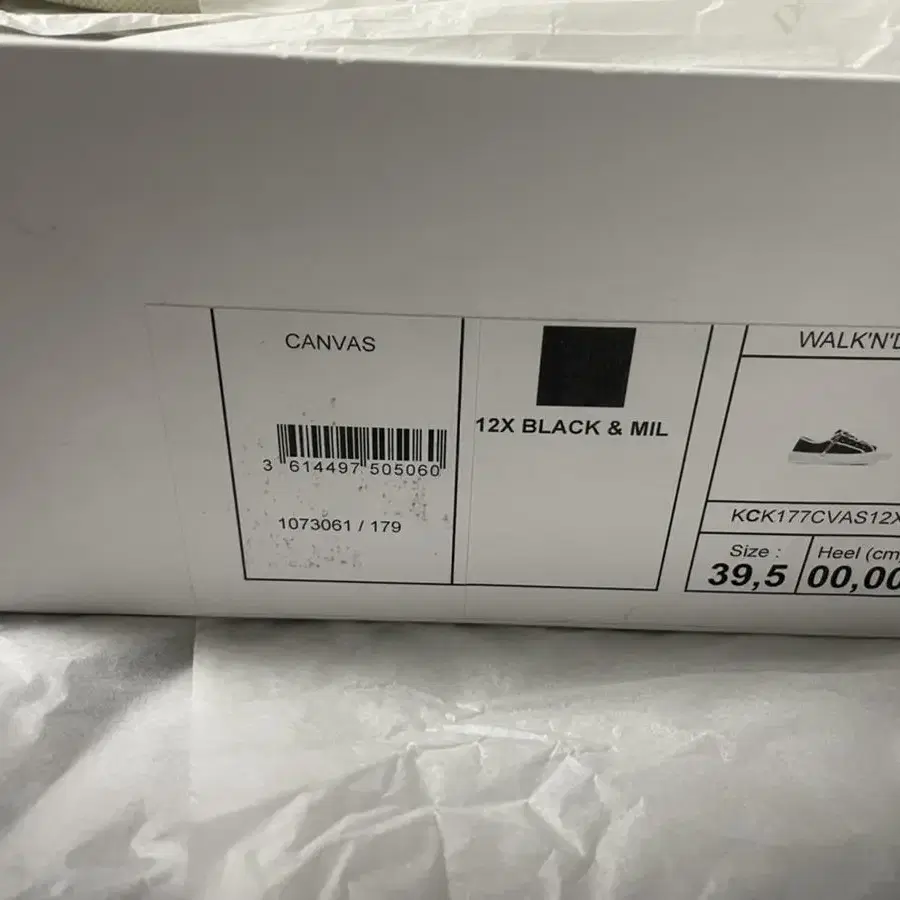 CANVAS
3 614497 505060
1073061 / 179
12X BLACK & MIL
WALK'N'D
KCK177CVAS12X
Size :
39,5
Heel (cm
00,00